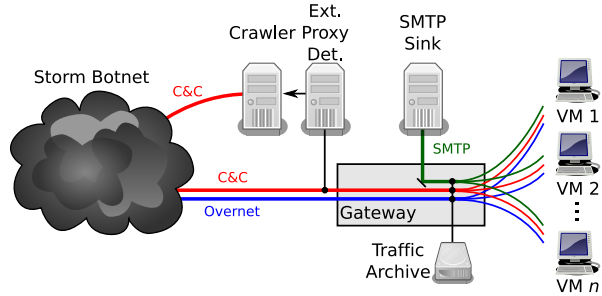 Ext.
Crawler Proxy
Det.
SMTP
Sink
Storm Botnet
C&C
SMTP
VM 1
C&C
Overnet
Gateway
VM 2
Traffic
Archive
VM n